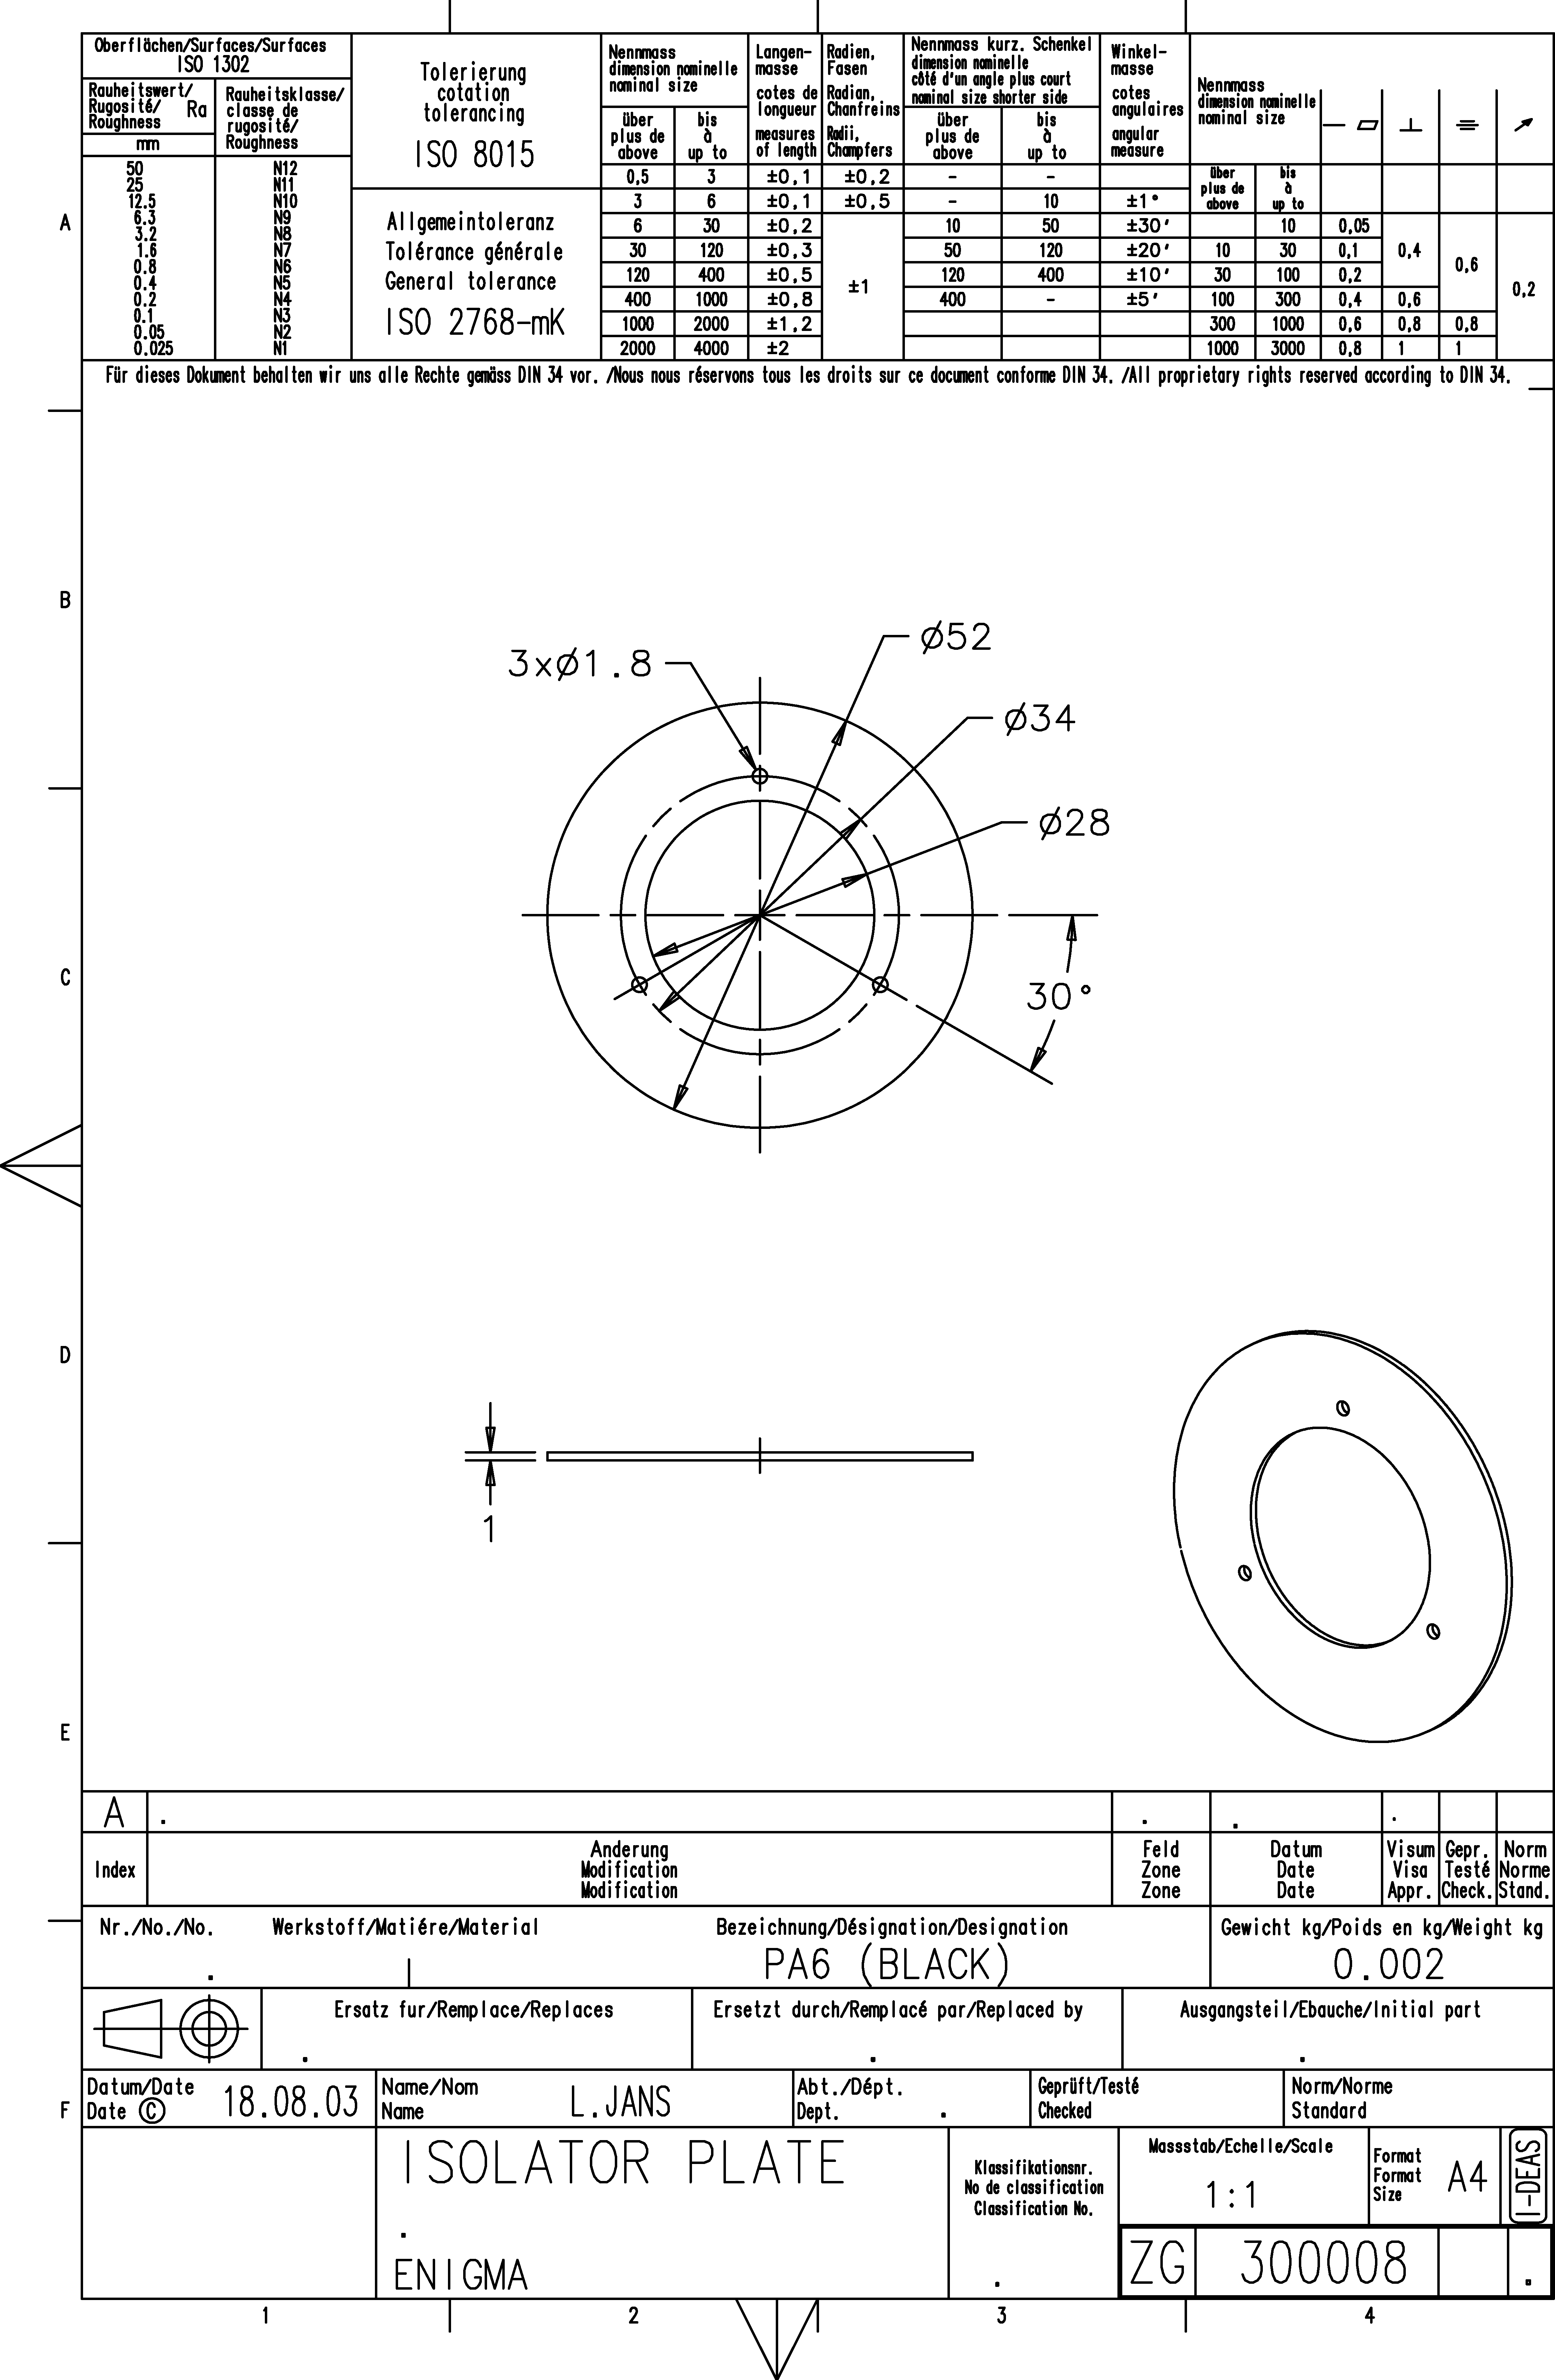 Oberflächen/Surfaces/Surfaces
ISO 1302
Rauheitswert/
Rugosité/ Ra
Roughness
mm
Rauheitsklasse/
classe de
rugosité/
Roughness
50 N12
25 N11
12.5 N10
6.3 N9
3.2 N8
1.6 N7
0.8 N6
0.4 N5
0.2 N4
0.1 N3
0.05 N2
0.025 N1
Tolerierung
cotation
tolerancing
ISO 8015
Allgemeintoleranz
Tolérance générale
General tolerance
ISO 2768-mK
Nennmass
dimension nominelle
nominal size
über
plus de
above
bis
à
up to
Langen-
masse
cotes de
longueur
measures
of length
Radien,
Fasen
Radian,
Chanfreins
Radii,
Champfers
Nennmass kurz. Schenkel
dimension nominelle
côté d'un angle plus court
nominal size shorter side
über
plus de
above
bis
à
up to
Winkel-
masse
cotes
angulaires
angular
measure
0,5 3 ±0,1 ±0,2 - -
3 6 ±0,1 ±0,5 - 10 ±1°
6 30 ±0,2 10 50 ±30'
30 120 ±0,3 50 120 ±20'
120 400 ±0,5 ±1 120 400 ±10'
400 1000 ±0,8 400 - ±5'
1000 2000 ±1,2
2000 4000 ±2
Nennmass
dimension nominelle
nominal size
über
plus de
above
bis
à
up to
10 0,05
10 30 0,1 0,4
30 100 0,2 0,6
100 300 0,4 0,6 0,2
300 1000 0,6 0,8 0,8
1000 3000 0,8 1 1
Für dieses Dokument behalten wir uns alle Rechte gemäss DIN 34 vor. /Nous nous réservons tous les droits sur ce document conforme DIN 34. /All proprietary rights reserved according to DIN 34.
A
B
C
D
E
F
3xø1.8
ø52
ø34
ø28
30°
1
A . . . .
Index
Anderung
Modification
Modification
Feld
Zone
Zone
Datum
Date
Date
Visum
Visa
Appr.
Gepr.
Testé
Check.
Norm
Norme
Stand.
Nr./No./No.
.
Werkstoff/Matiére/Material
Bezeichnung/Désignation/Designation
PA6 (BLACK)
Gewicht kg/Poids en kg/Weight kg
0.002
Ersatz fur/Remplace/Replaces
.
Ersetzt durch/Remplacé par/Replaced by
.
Ausgangsteil/Ebauche/Initial part
.
Datum/Date
Date © 18.08.03
Name/Nom
Name L.JANS
Abt./Dépt.
Dept. .
Geprüft/Testé
Checked
Norm/Norme
Standard
ISOLATOR PLATE
.
ENIGMA
Klassifikationsnr.
No de classification
Classification No.
.
Massstab/Echelle/Scale
1:1
Format
Format
Size
A4
I-DEAS
ZG 300008 .
1 2 3 4